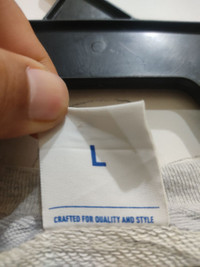 L
CRAFTED FOR QUALITY AND STYLE